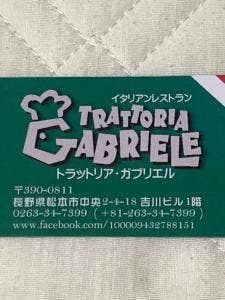 イタリアンレストラン
TRATTORIA
GABRIELE
トラットリア・ガブリエル
〒390-0811
長野県松本市中央2-4-18 吉川ビル1階
0263-34-7399 (+81-263-34-7399)
www.facebook.com/100009432788151